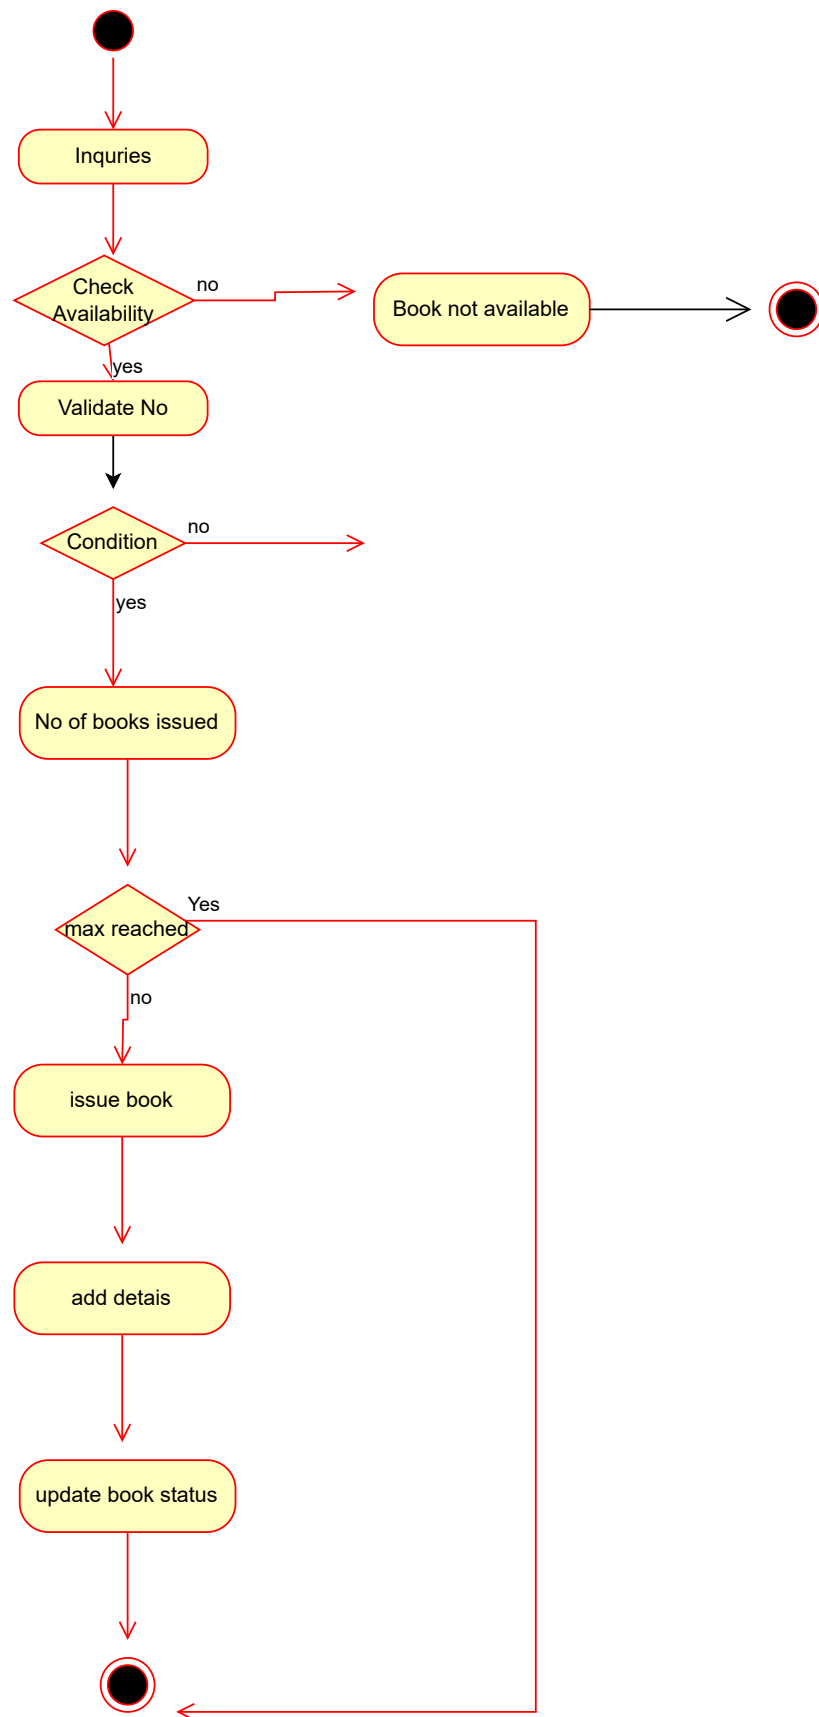 Inquries
Check
Availability
no
Book not available
yes
Validate No
Condition
no
yes
No of books issued
max reached
Yes
no
issue book
add detais
update book status